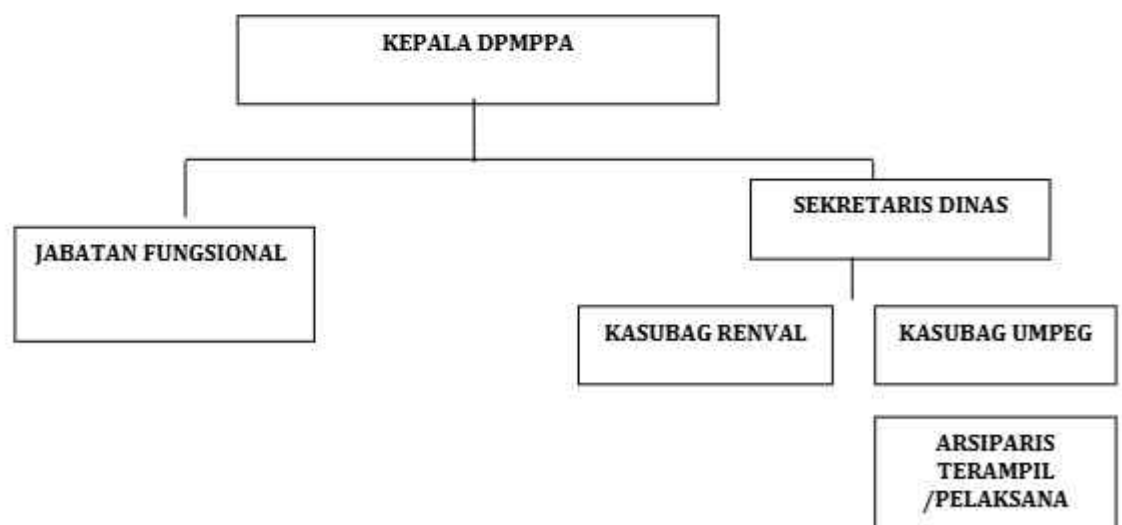 KEPALA DPMPPA
SEKRETARIS DINAS
JABATAN FUNGSIONAL
KASUBAG RENVAL
KASUBAG UMPEG
ARSIPARIS
TERAMPIL
/PELAKSANA